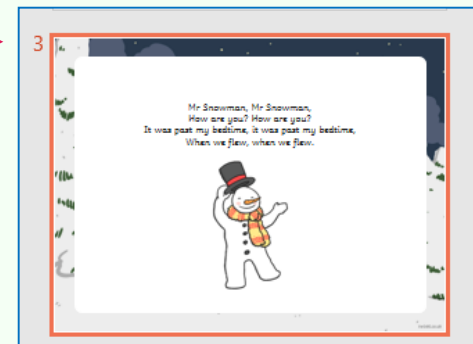 3
Mr Snowman, Mr Snowman,
How are you? How are you?
It was past my bedtime, it was past my bedtime,
When we flew, when we flew.